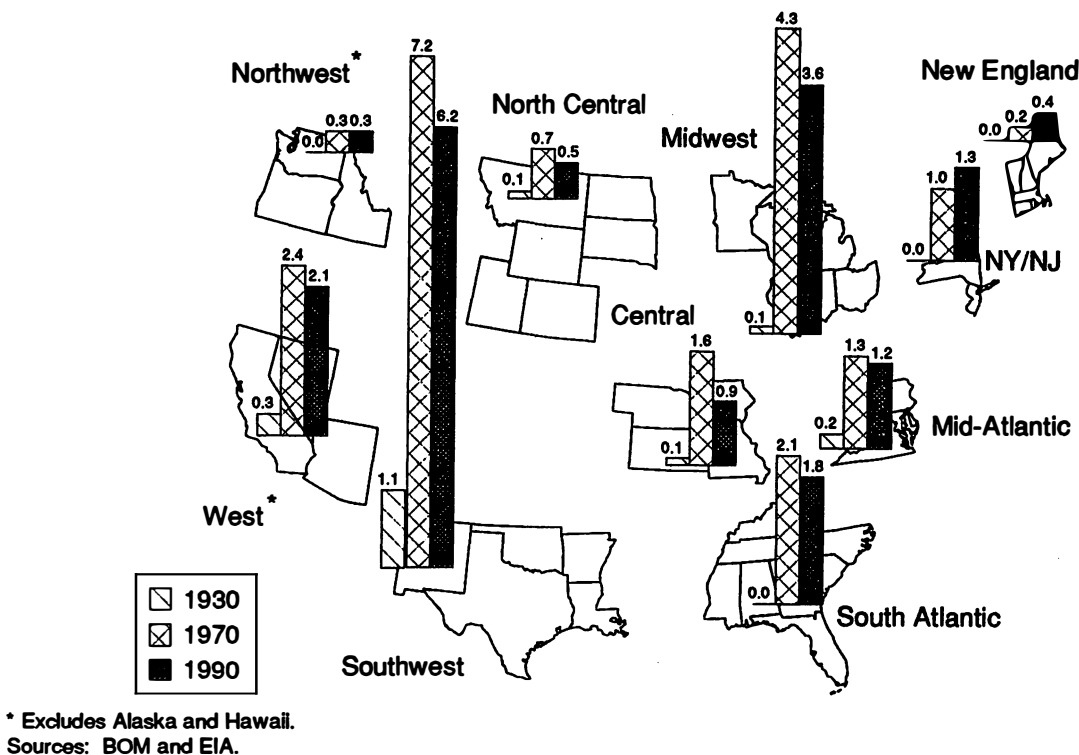 4.3
7.2
Northwest*
New England
3.6
6.2
North Central
0.4
0.3 0.3
0.2
0.0
0.0
Midwest
0.7
0.5
1.3
0.1
1.0
0.0
NY/NJ
2.4
2.1
Central
0.1
1.6
1.3
1.2
0.3
0.9
0.2
Mid-Atlantic
0.1
2.1
1.8
1.1
West*
0.0
1930
South Atlantic
1970
Southwest
1990
* Excludes Alaska and Hawaii.
Sources: BOM and EIA.